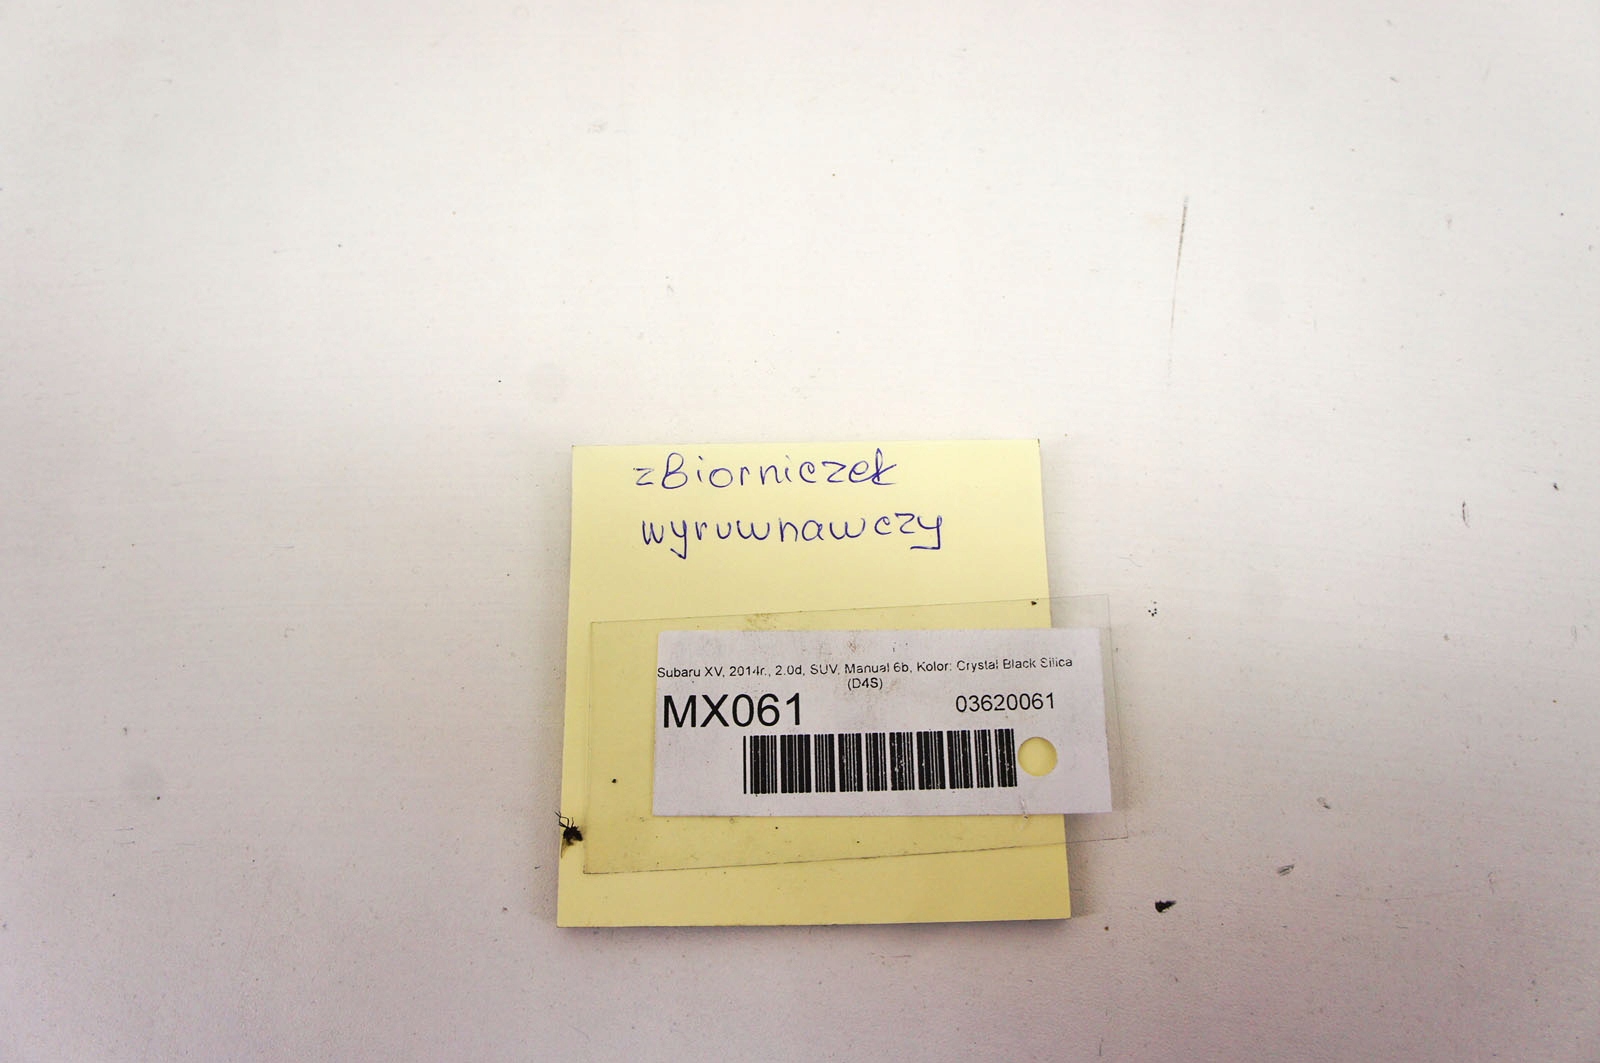 zBiorniczek
wyruwnawczy
Subaru XV, 2014r., 2.0d, SUV, Manual 6b, Kolor: Crystal Black Silica
(D4S)
MX061 03620061